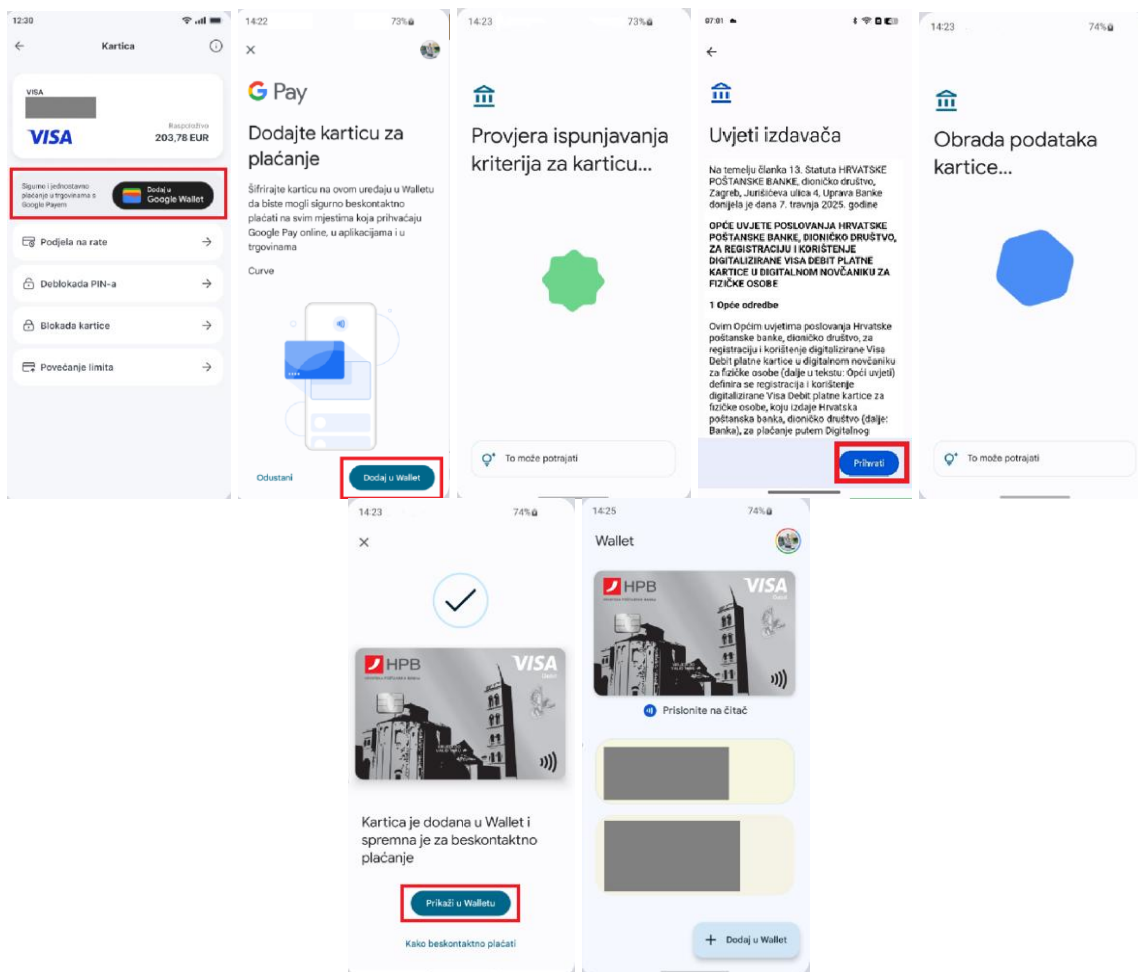 12:30
Kartica
VISA
VISA
Raspoloživo
203,78 EUR
Sigurno i jednostavno
plaćanje u trgovinama s
Google Payem
Dodaj u
Google Wallet
Podjela na rate
Deblokada PIN-a
Blokada kartice
Povećanje limita
14:22
73%
G Pay
Dodajte karticu za
plaćanje
Šifrirajte karticu na ovom uređaju u Walletu
da biste mogli sigurno beskontaktno
plaćati na svim mjestima koja prihvaćaju
Google Pay online, u aplikacijama i u
trgovinama
Curve
Odustani
Dodaj u Wallet
14:23
73%
Provjera ispunjavanja
kriterija za karticu...
To može potrajati
07:01
Uvjeti izdavača
Na temelju članka 13. Statuta HRVATSKE
POŠTANSKE BANKE, dioničko društvo,
Zagreb, Jurišićeva ulica 4, Uprava Banke
donijela je dana 7. travnja 2025. godine
OPĆE UVJETE POSLOVANJA HRVATSKE
POŠTANSKE BANKE, DIONIČKO DRUŠTVO,
ZA REGISTRACIJU I KORIŠTENJE
DIGITALIZIRANE VISA DEBIT PLATNE
KARTICE U DIGITALNOM NOVČANIKU ZA
FIZIČKE OSOBE
1 Opće odredbe
Ovim Općim uvjetima poslovanja Hrvatske
poštanske banke, dioničko društvo, za
registraciju i korištenje digitalizirane Visa
Debit platne kartice u digitalnom novčaniku
za fizičke osobe (dalje u tekstu: Opći uvjeti)
definira se registracija i korištenje
digitalizirane Visa Debit platne kartice za
fizičke osobe, koju izdaje Hrvatska
poštanska banka, dioničko društvo (dalje:
Banka), za plaćanje putem Digitalnog
Prihvati
14:23
74%
Obrada podataka
kartice...
To može potrajati
14:23
74%
HPB
HRVATSKA POŠTANSKA BANKA
VISA
Debit
Kartica je dodana u Wallet i
spremna je za beskontaktno
plaćanje
Prikaži u Walletu
Kako beskontaktno plaćati
14:25
74%
Wallet
HPB
HRVATSKA POŠTANSKA BANKA
VISA
Debit
Prislonite na čitač
+ Dodaj u Wallet